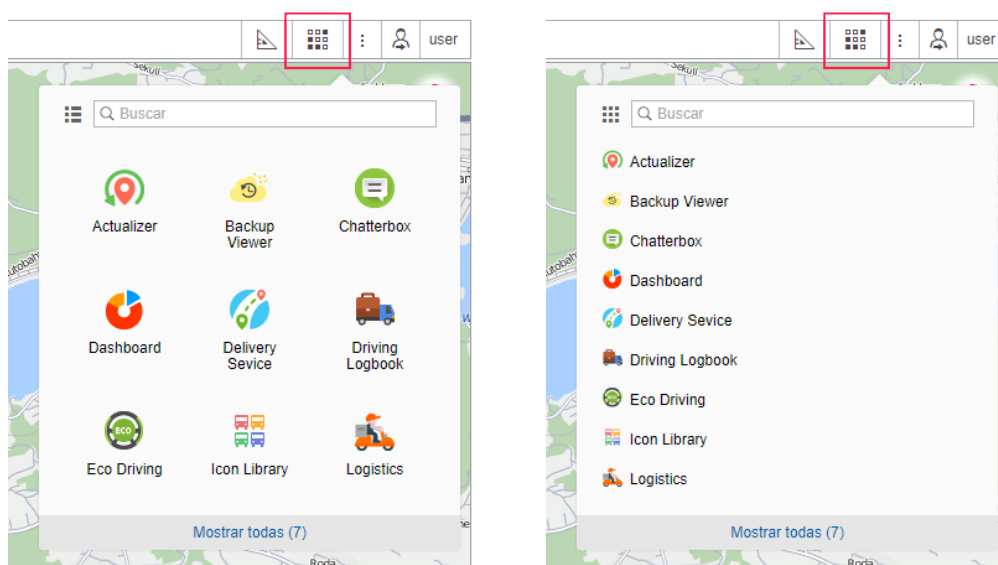 user
Sekull
Buscar
Actualizer
Backup
Viewer
Chatterbox
Dashboard
Delivery
Sevice
Driving
Logbook
Eco Driving
Icon Library
Logistics
Mostrar todas (7)
Roda
user
Sekull
Buscar
Actualizer
Backup Viewer
Chatterbox
Dashboard
Delivery Sevice
Driving Logbook
Eco Driving
Icon Library
Logistics
Mostrar todas (7)
Roda